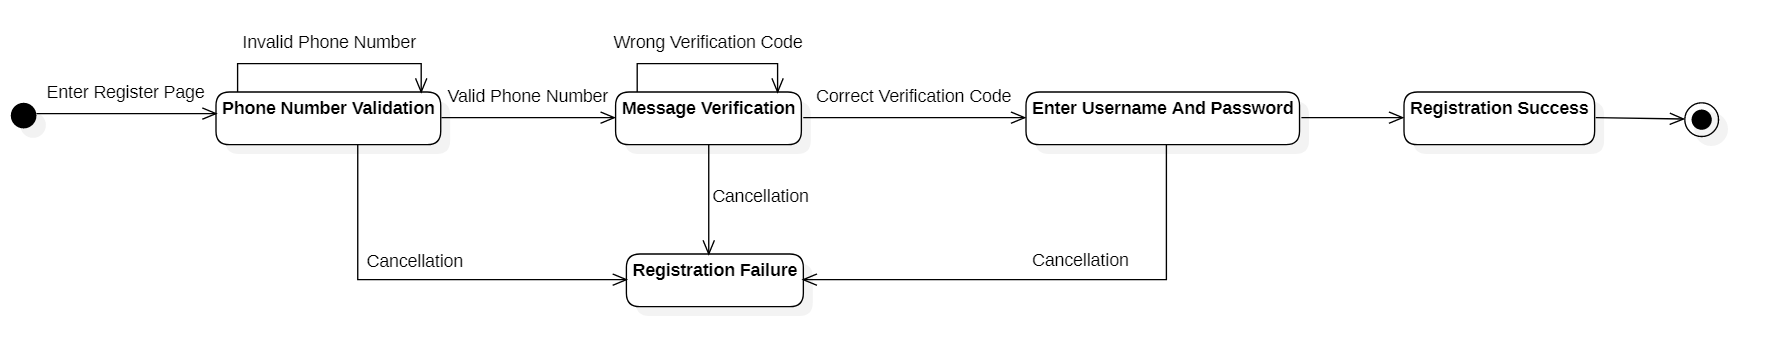 Invalid Phone Number
Wrong Verification Code
Enter Register Page
Valid Phone Number
Correct Verification Code
Phone Number Validation
Message Verification
Enter Username And Password
Registration Success
Cancellation
Cancellation
Cancellation
Registration Failure